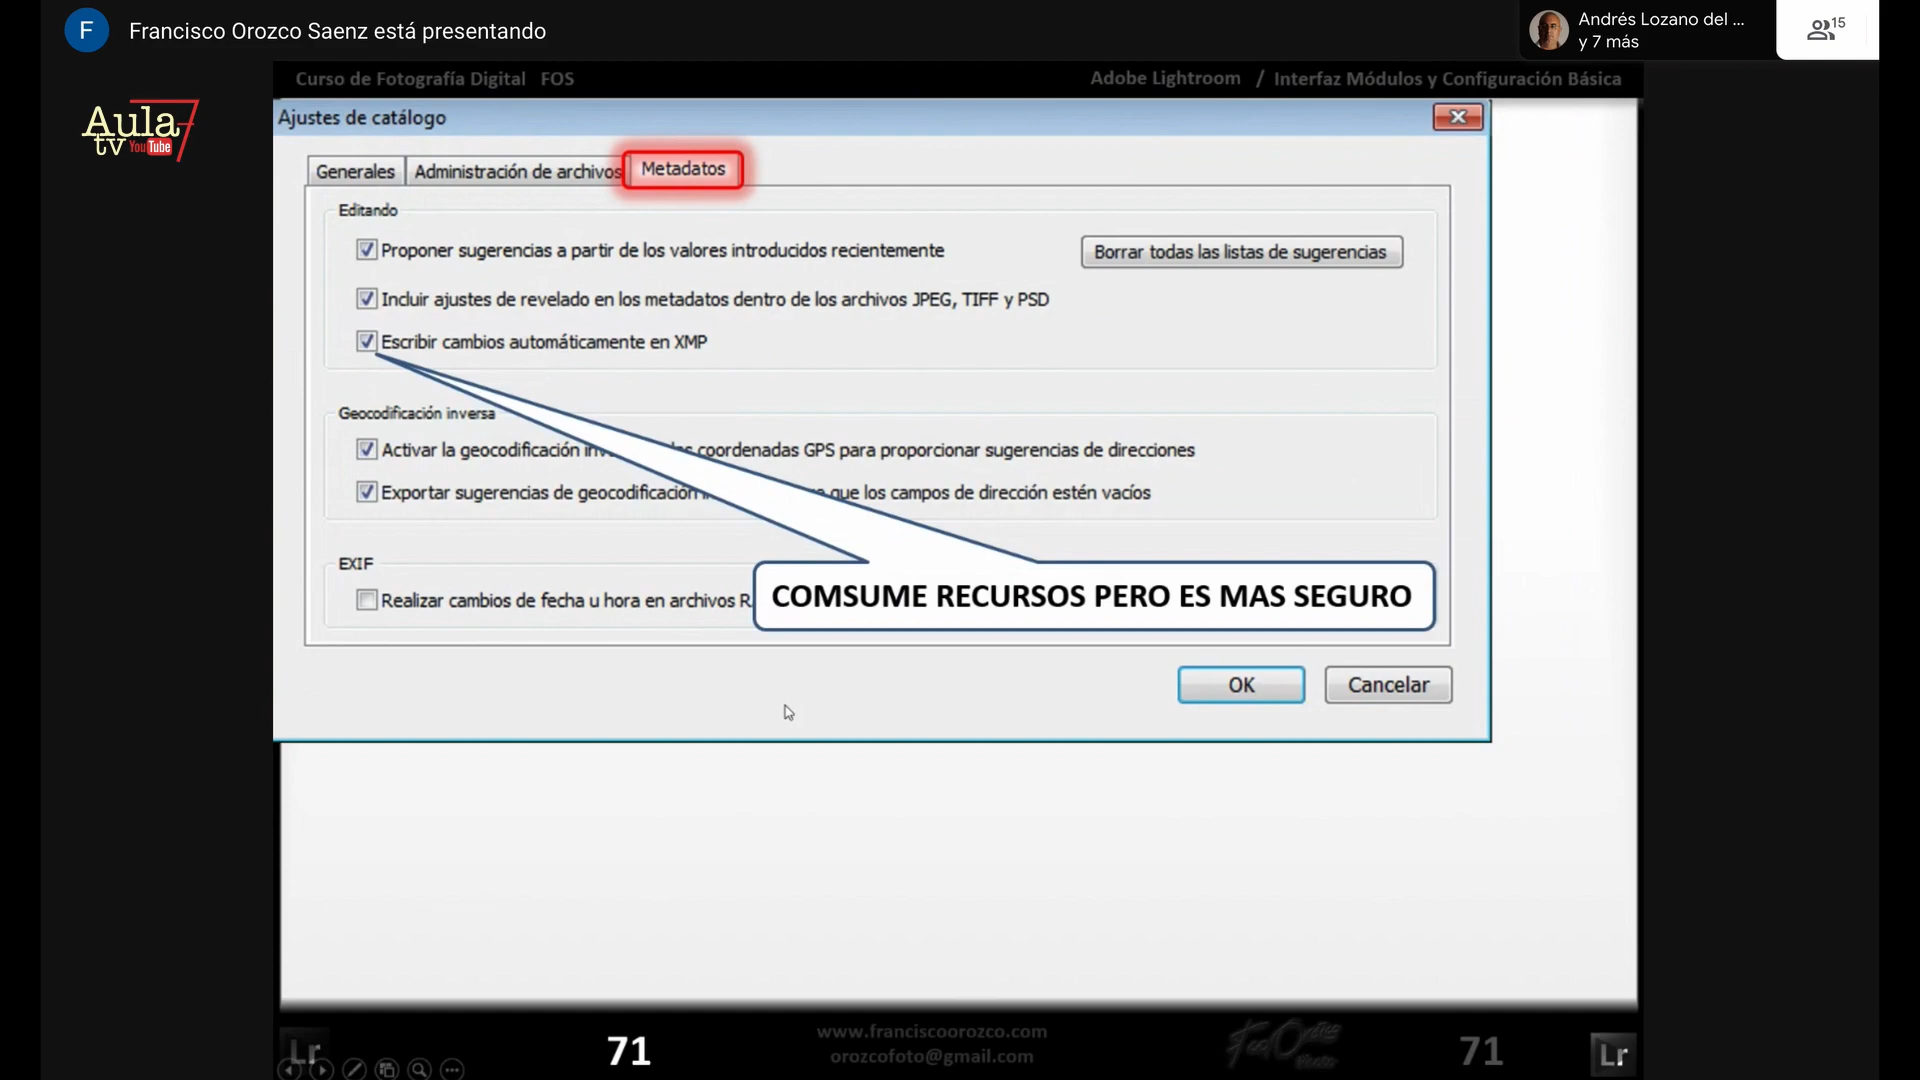 F Francisco Orozco Saenz está presentando
Andrés Lozano del ...
y 7 más
15
Curso de Fotografía Digital FOS
Adobe Lightroom / Interfaz Módulos y Configuración Básica
Aula 7
tv YouTube
Ajustes de catálogo
Generales Administración de archivos Metadatos
Editando
Proponer sugerencias a partir de los valores introducidos recientemente
Borrar todas las listas de sugerencias
Incluir ajustes de revelado en los metadatos dentro de los archivos JPEG, TIFF y PSD
Escribir cambios automáticamente en XMP
Geocodificación inversa
Activar la geocodificación coordenadas GPS para proporcionar sugerencias de direcciones
Exportar sugerencias de geocodificación que los campos de dirección estén vacíos
EXIF
Realizar cambios de fecha u hora en archivos
COMSUME RECURSOS PERO ES MAS SEGURO
OK Cancelar
Lr 71 www.franciscoorozco.com 71 Lr
orozcofoto@gmail.com